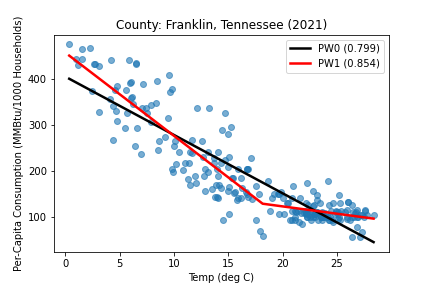 County: Franklin, Tennessee (2021)
PW0 (0.799)
PW1 (0.854)
Per-Capita Consumption (MMBtu/1000 Households)
400
300
200
100
0
5
10
15
20
25
Temp (deg C)